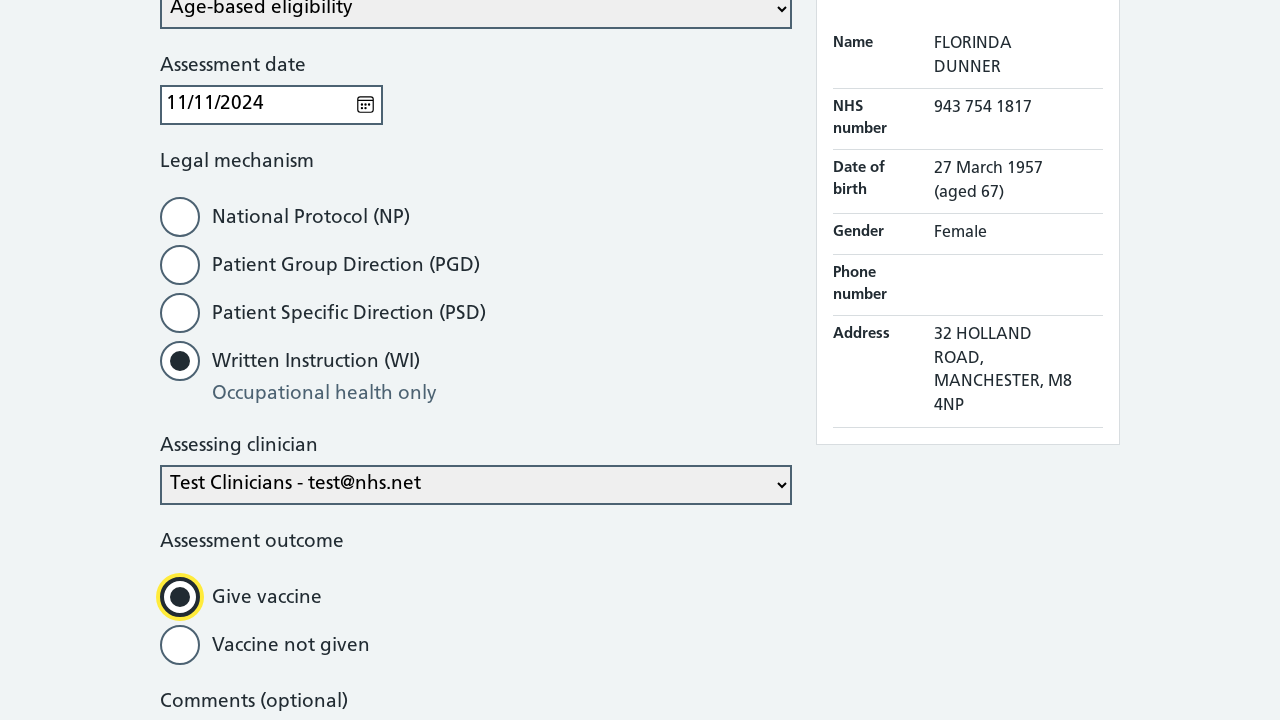 Age-based eligibility
Assessment date
11/11/2024
Legal mechanism
National Protocol (NP)
Patient Group Direction (PGD)
Patient Specific Direction (PSD)
Written Instruction (WI)
Occupational health only
Assessing clinician
Test Clinicians - test@nhs.net
Assessment outcome
Give vaccine
Vaccine not given
Comments (optional)
Name FLORINDA
DUNNER
NHS 943 754 1817
number
Date of 27 March 1957
birth (aged 67)
Gender Female
Phone
number
Address 32 HOLLAND
ROAD,
MANCHESTER, M8
4NP